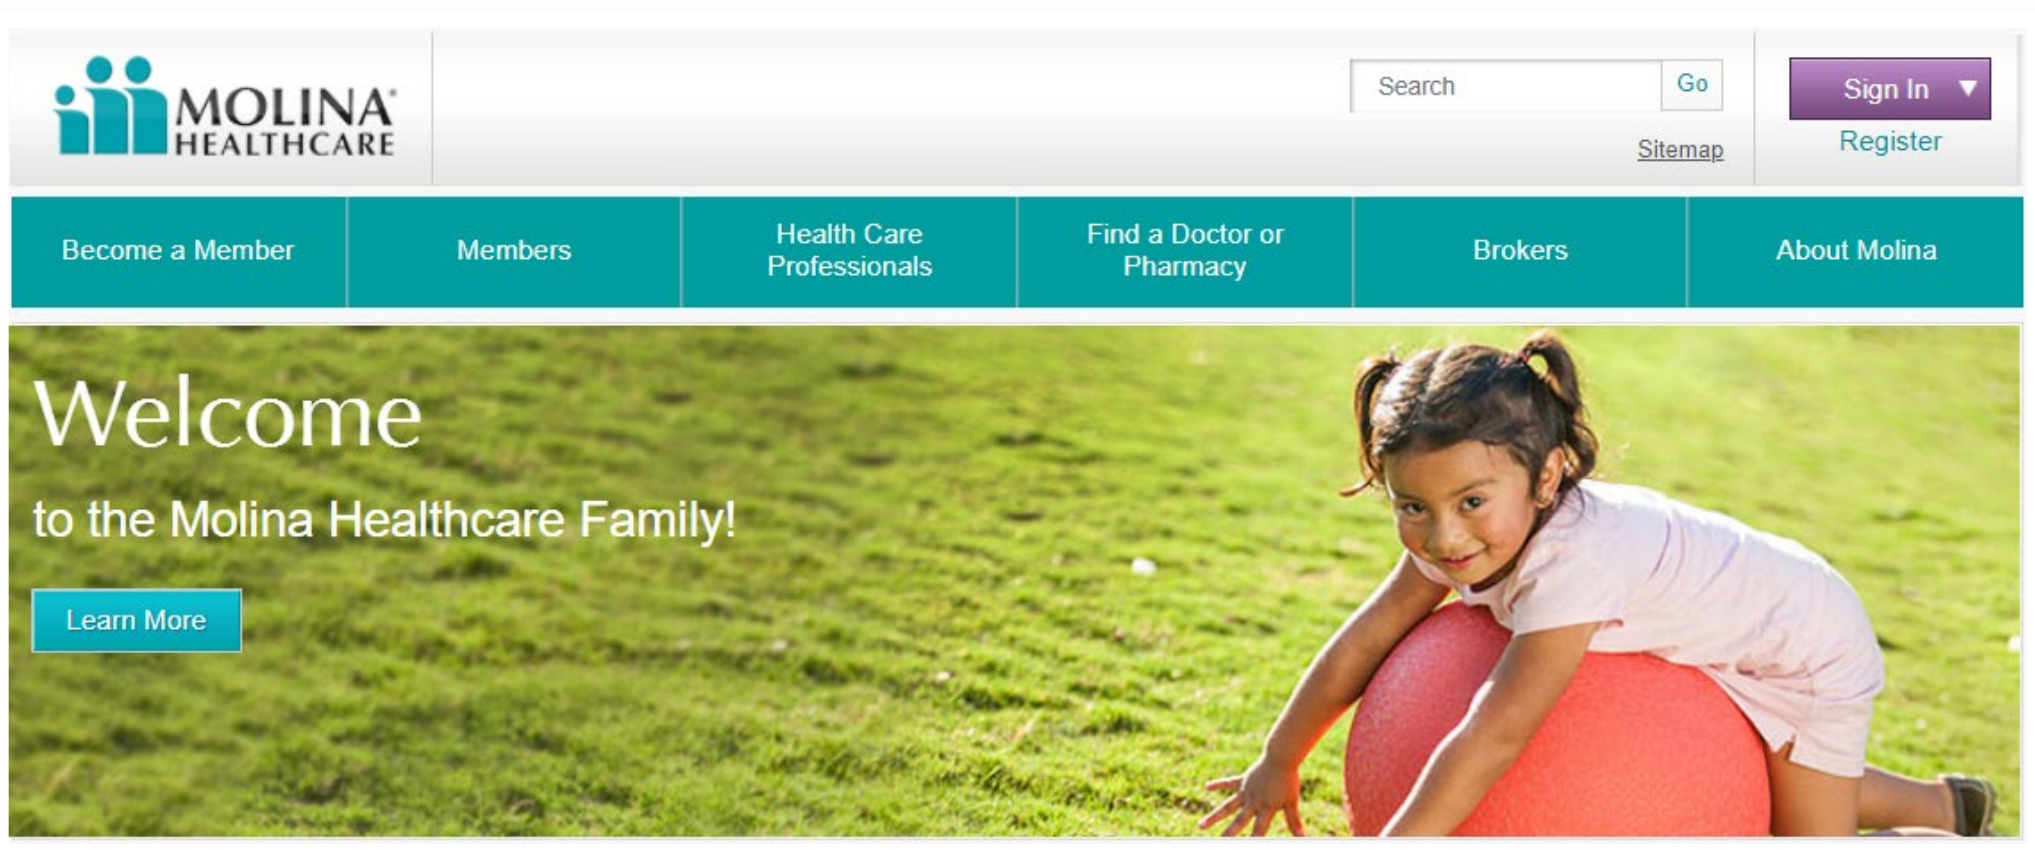 MOLINA
HEALTHCARE
Search
Go
Sitemap
Sign In ▼
Register
Become a Member
Members
Health Care
Professionals
Find a Doctor or
Pharmacy
Brokers
About Molina
Welcome
to the Molina Healthcare Family!
Learn More